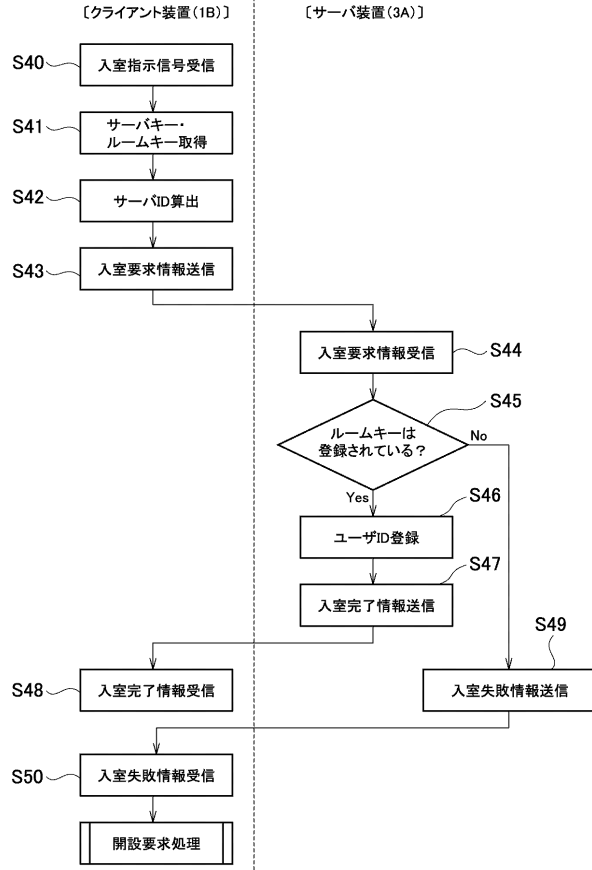 〔クライアント装置(1B)〕
〔サーバ装置(3A)〕
S40
入室指示信号受信
S41
サーバキー・
ルームキー取得
S42
サーバID算出
S43
入室要求情報送信
入室要求情報受信
S44
S45
ルームキーは
登録されている?
No
Yes
S46
ユーザID登録
S47
入室完了情報送信
S49
S48
入室完了情報受信
入室失敗情報送信
S50
入室失敗情報受信
開設要求処理